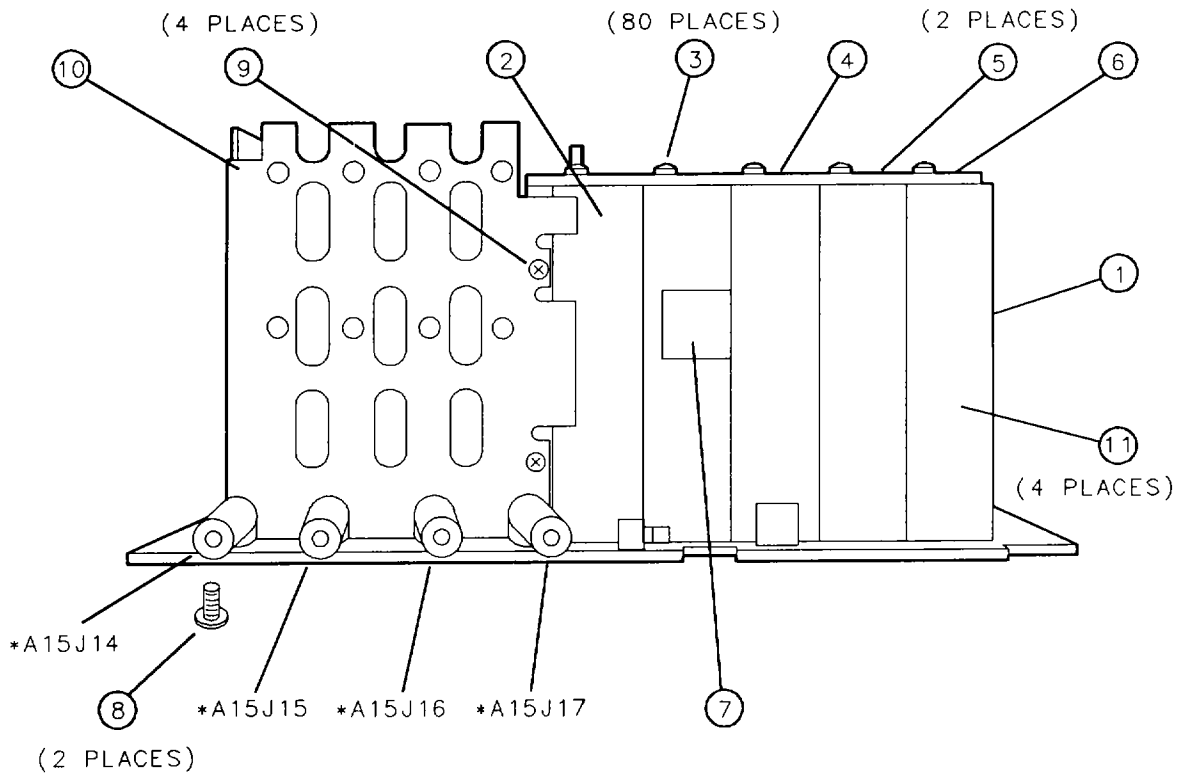 (4 PLACES) (80 PLACES) (2 PLACES)
10 9 2 3 4 5 6
1
11
(4 PLACES)
*A15J14
8 *A15J15 *A15J16 *A15J17 7
(2 PLACES)